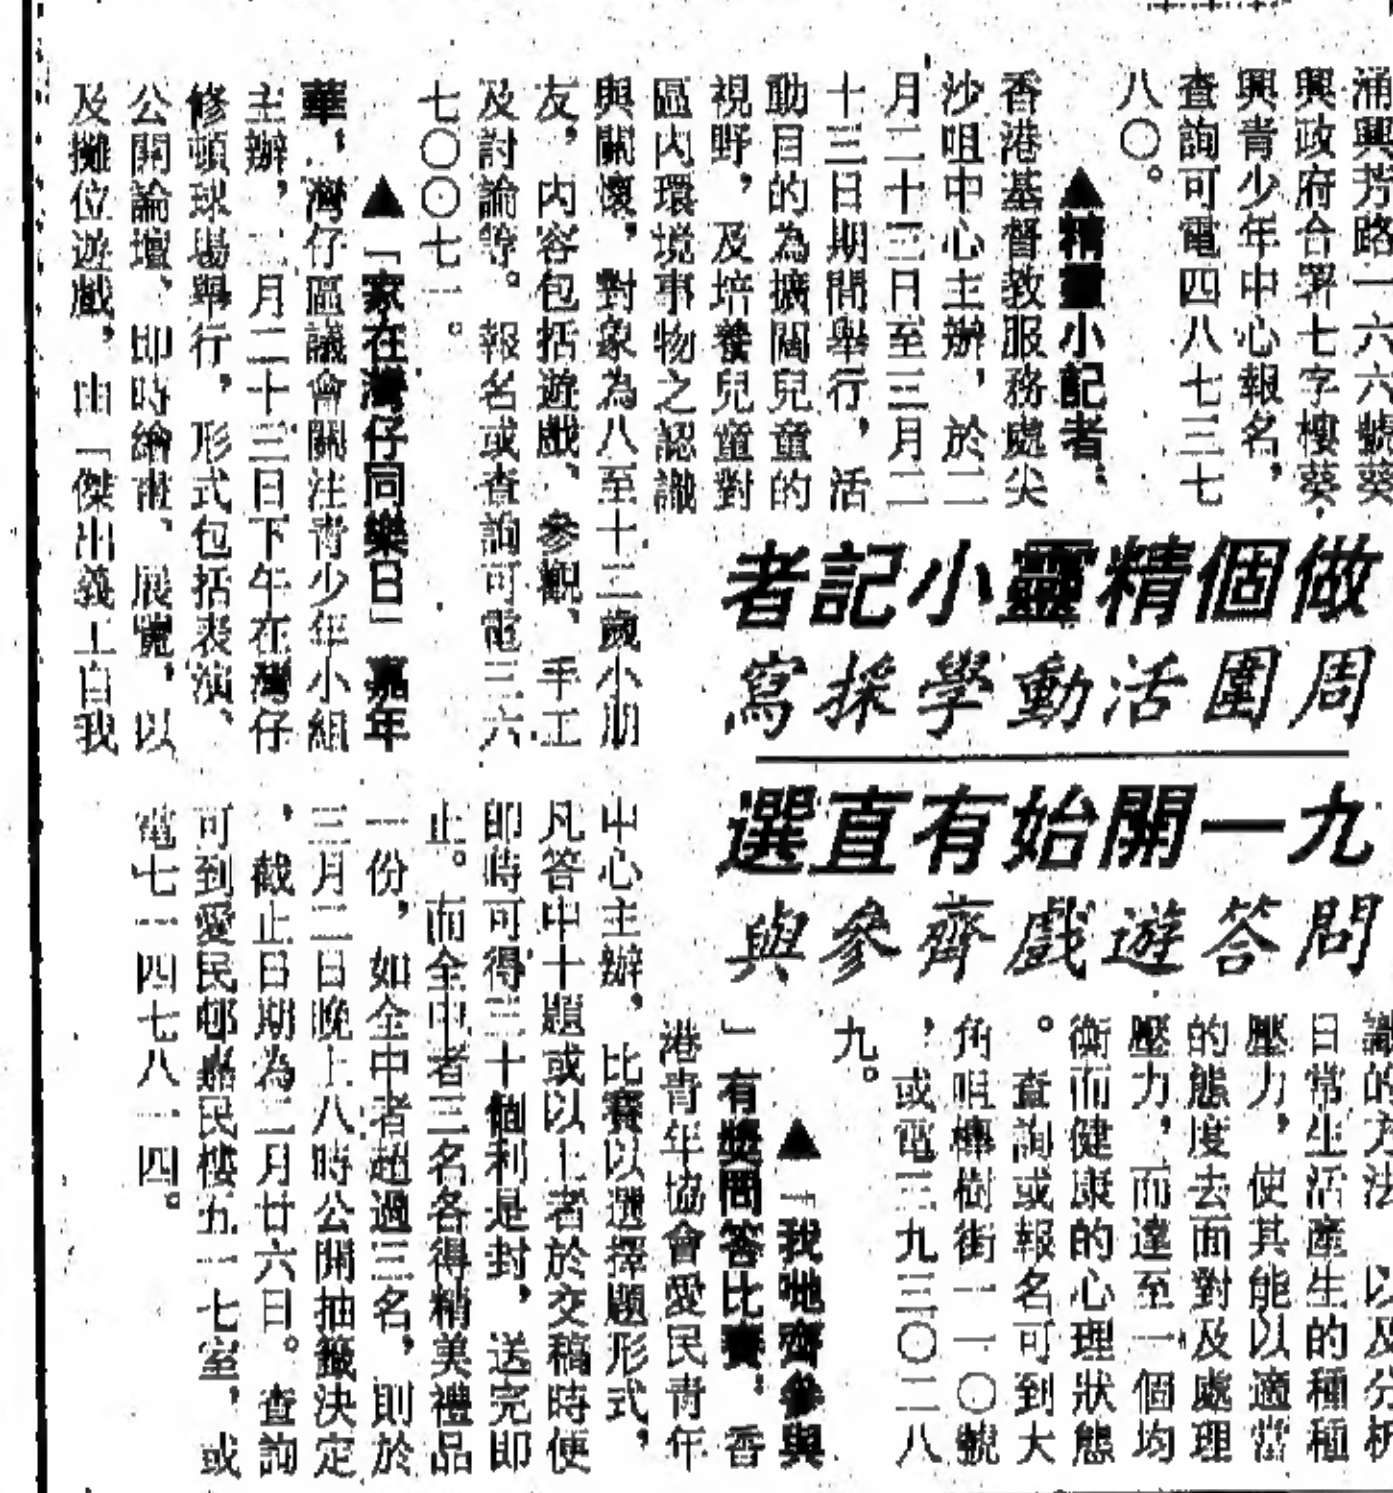 做個精靈小記者
周圍活動學採寫
九一開始有直選
問答遊戲齊參與
涌興芳路一六六號葵
興政府合署七字樓葵
興青少年中心報名，
查詢可電四八七三七
八〇。
▲精靈小記者，
香港基督教服務處尖
沙咀中心主辦，於二
月二十三日至三月二
十三日期間舉行，活
動目的為擴闊兒童的
視野，及培養兒童對
區內環境事物之認識
與關懷，對象為八至十三歲小朋
友，內容包括遊戲、參觀、手工
及討論等。報名或查詢可電三六
七〇〇七一。
▲「家在灣仔同樂日」嘉年
華，灣仔區議會關注青少年小組
主辦，二月二十三日下午在灣仔
修頓球場舉行，形式包括表演、
公開論壇、即時繪畫、展覽，以
及攤位遊戲，由「傑出義工自我
識的方法
以及分析
日常生活產生的種種
壓力，使其能以適當
的態度去面對及處理
壓力，而達至一個均
衡而健康的心理狀態
。查詢或報名可到大
角咀櫸樹街一一〇號
，或電三九三〇二八
九。
▲「我哋齊參與
」有獎問答比賽，香
港青年協會愛民青年
中心主辦，比賽以選擇題形式，
凡答中十題或以上者於交稿時便
即時可得三十個利是封，送完即
止。而全中者三名各得精美禮品
一份，如全中者超過三名，則於
三月二日晚上八時公開抽籤決定
，截止日期為二月廿六日。查詢
可到愛民邨嘉民樓五一七室，或
電七一四七八一四。